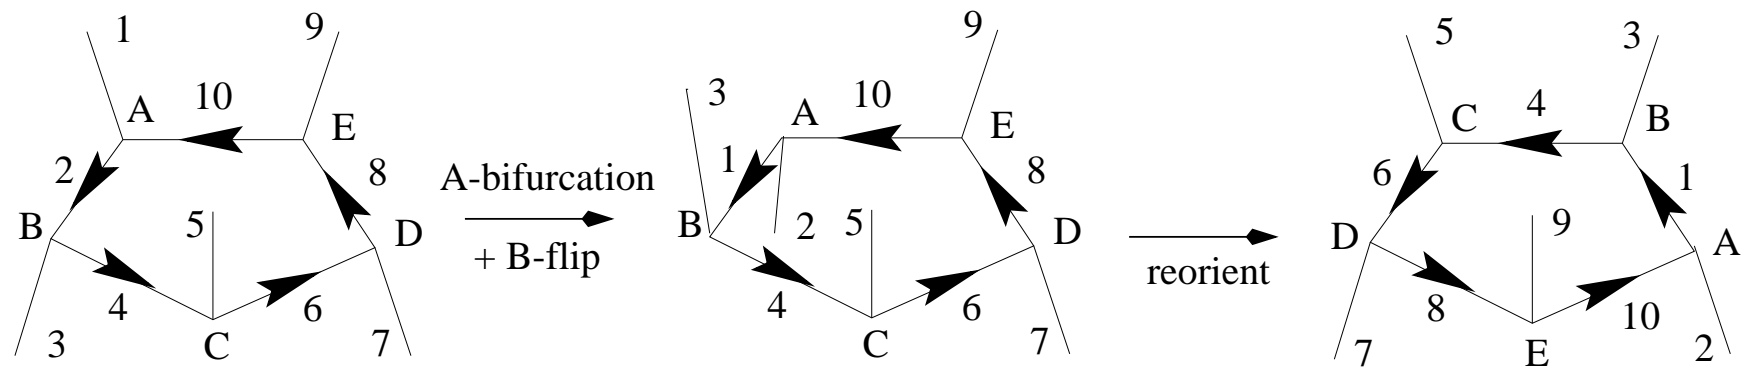 1 9
10
A E
2 8
B 5 D
4 6
3 C 7
A-bifurcation
+ B-flip
9
3 10
A E
1 8
B 2 5 D
4 6
C 7
reorient
5 3
4
C B
6 1
D 9 A
8 10
7 E 2